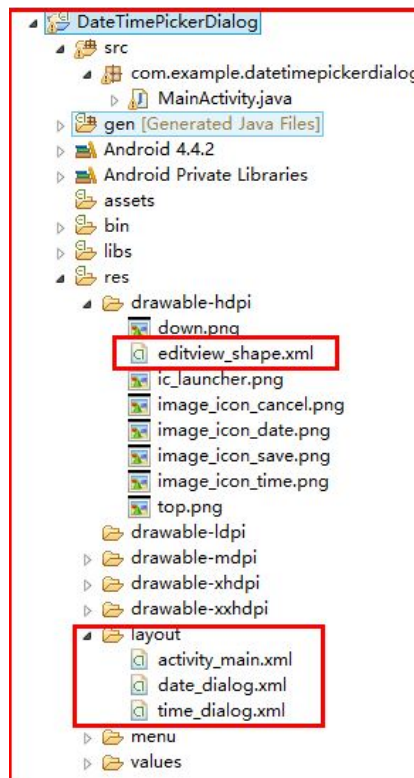 DateTimePickerDialog
src
com.example.datetimepickerdialog
MainActivity.java
gen [Generated Java Files]
Android 4.4.2
Android Private Libraries
assets
bin
libs
res
drawable-hdpi
down.png
editview_shape.xml
ic_launcher.png
image_icon_cancel.png
image_icon_date.png
image_icon_save.png
image_icon_time.png
top.png
drawable-ldpi
drawable-mdpi
drawable-xhdpi
drawable-xxhdpi
layout
activity_main.xml
date_dialog.xml
time_dialog.xml
menu
values